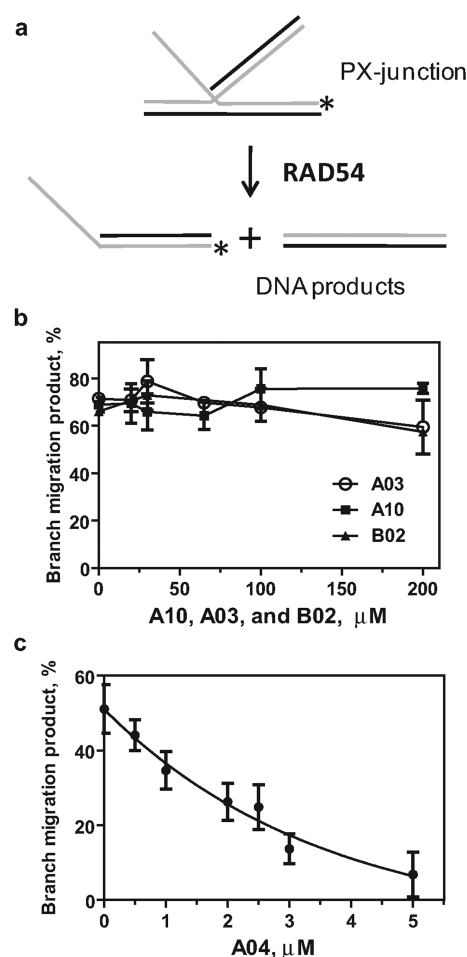 a
PX-junction
*
RAD54
* +
DNA products
b
Branch migration product, %
80
60
40
20
0
A03
A10
B02
0 50 100 150 200
A10, A03, and B02, μM
c
Branch migration product, %
60
40
20
0
0 1 2 3 4 5
A04, μM